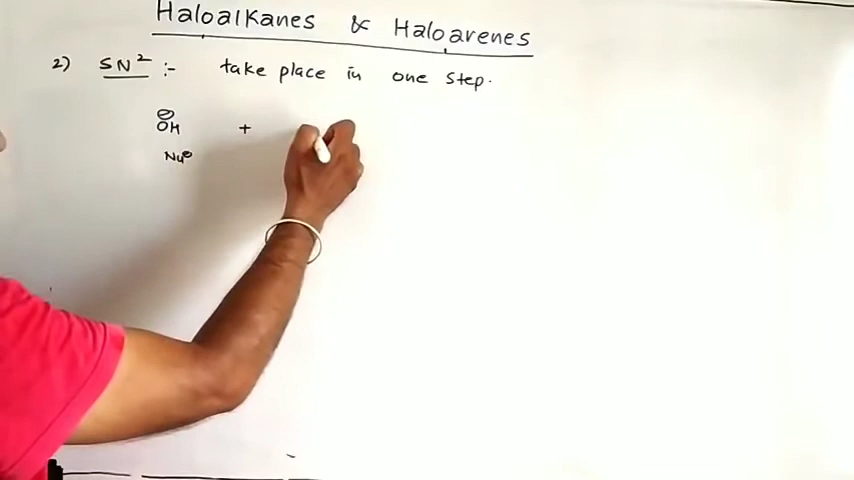 Haloalkanes & Haloarenes
2) SN² :- take place in one step.
⊖
OH +
Nu⊖